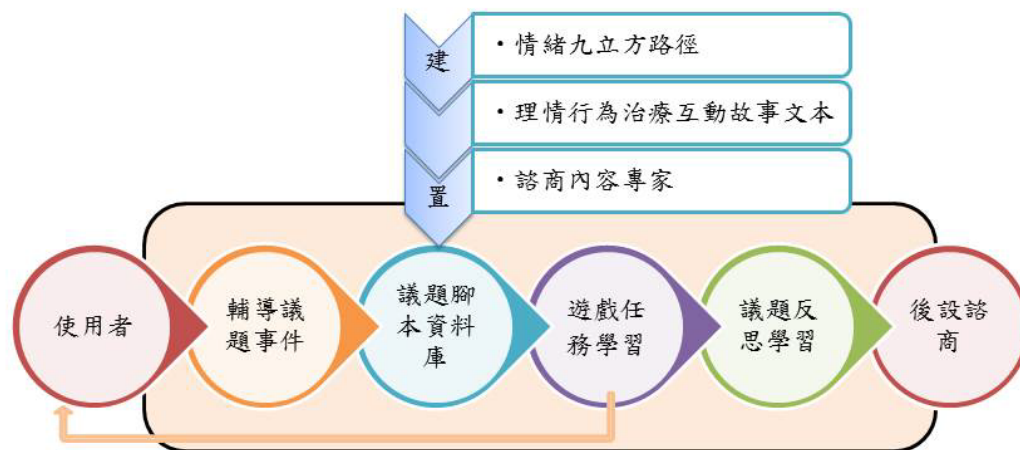 建
置
・情緒九立方路徑
・理情行為治療互動故事文本
・諮商內容專家
使用者
輔導議
題事件
議題腳
本資料
庫
遊戲任
務學習
議題反
思學習
後設諮
商